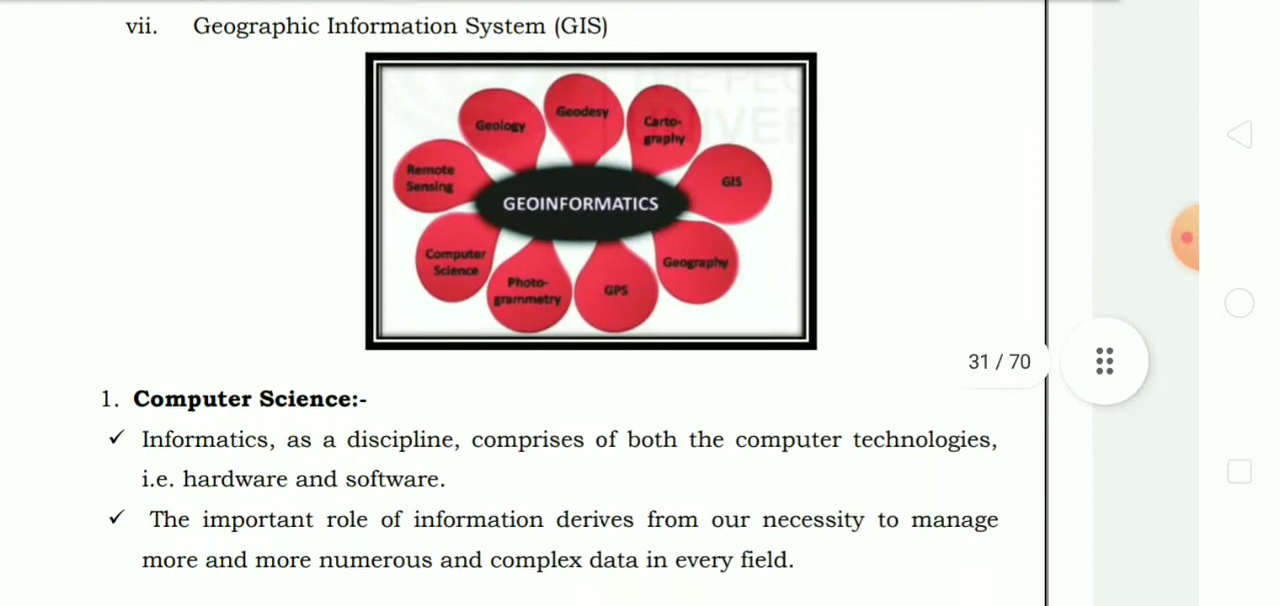 vii. Geographic Information System (GIS)
Geodesy
Geology
Carto-
graphy
Remote
Sensing
GIS
GEOINFORMATICS
Computer
Science
Geography
Photo-
grammetry
GPS
31 / 70
1. Computer Science:-
✓ Informatics, as a discipline, comprises of both the computer technologies,
i.e. hardware and software.
✓ The important role of information derives from our necessity to manage
more and more numerous and complex data in every field.